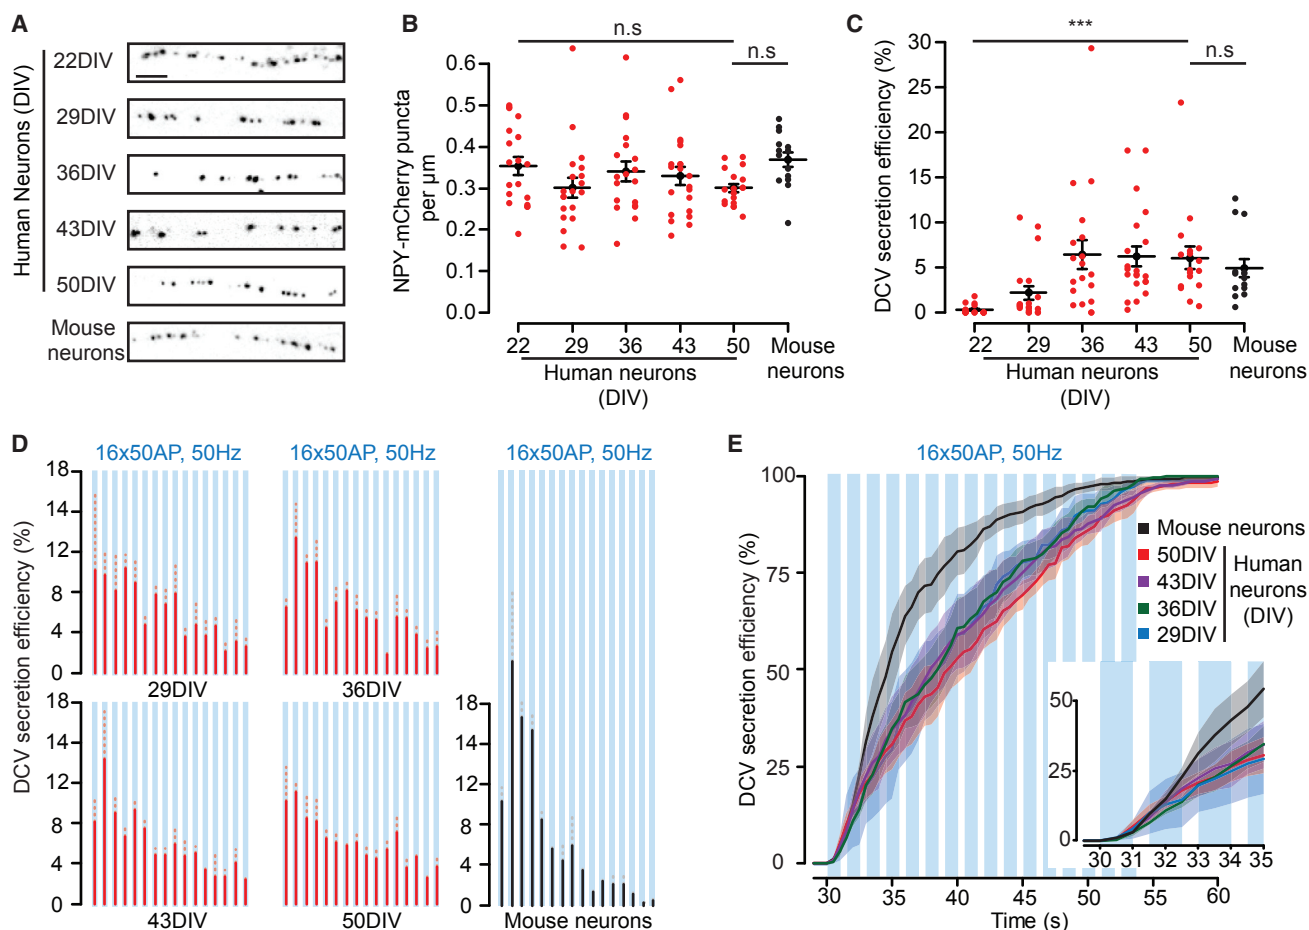 A
Human Neurons (DIV)
22DIV
29DIV
36DIV
43DIV
50DIV
Mouse
neurons
B
n.s
n.s
NPY-mCherry puncta
per µm
0.6
0.5
0.4
0.3
0.2
0.1
0.0
22 29 36 43 50 Mouse
neurons
Human neurons
(DIV)
C
***
n.s
DCV secretion efficiency (%)
30
25
20
15
10
5
0
22 29 36 43 50 Mouse
neurons
Human neurons
(DIV)
D
16x50AP, 50Hz
16x50AP, 50Hz
16x50AP, 50Hz
DCV secretion efficiency (%)
18
14
12
8
4
0
29DIV
36DIV
18
14
12
8
4
0
43DIV
50DIV
18
14
12
8
4
0
Mouse neurons
E
16x50AP, 50Hz
DCV secretion efficiency (%)
100
75
50
25
0
30 35 40 45 50 55 60
Time (s)
Mouse neurons
50DIV
43DIV
36DIV
29DIV
Human
neurons
(DIV)
50
25
0
30 31 32 33 34 35